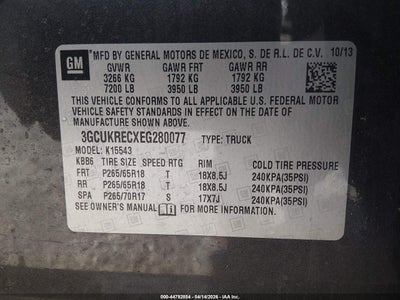 GM
MFD BY GENERAL MOTORS DE MEXICO, S. DE R.L. DE C.V. 10/13
GVWR GAWR FRT GAWR RR
3266 KG 1792 KG 1792 KG
7200 LB 3950 LB 3950 LB
THIS VEHICLE CONFORMS TO ALL APPLICABLE U.S. FEDERAL MOTOR
VEHICLE SAFETY STANDARDS IN EFFECT ON THE DATE OF
MANUFACTURE SHOWN ABOVE.
3GCUKRECXEG280077 TYPE: TRUCK
MODEL: K15543
KBB6 TIRE SIZE SPEED RTG RIM COLD TIRE PRESSURE
FRT P265/65R18 T 18X8.5J 240KPA(35PSI)
RR P265/65R18 T 18X8.5J 240KPA(35PSI)
SPA P265/70R17 T 17X7J 240KPA(35PSI)
SEE OWNER'S MANUAL FOR MORE INFORMATION.
000-44792054 - 04/14/2026 - IAA, Inc.